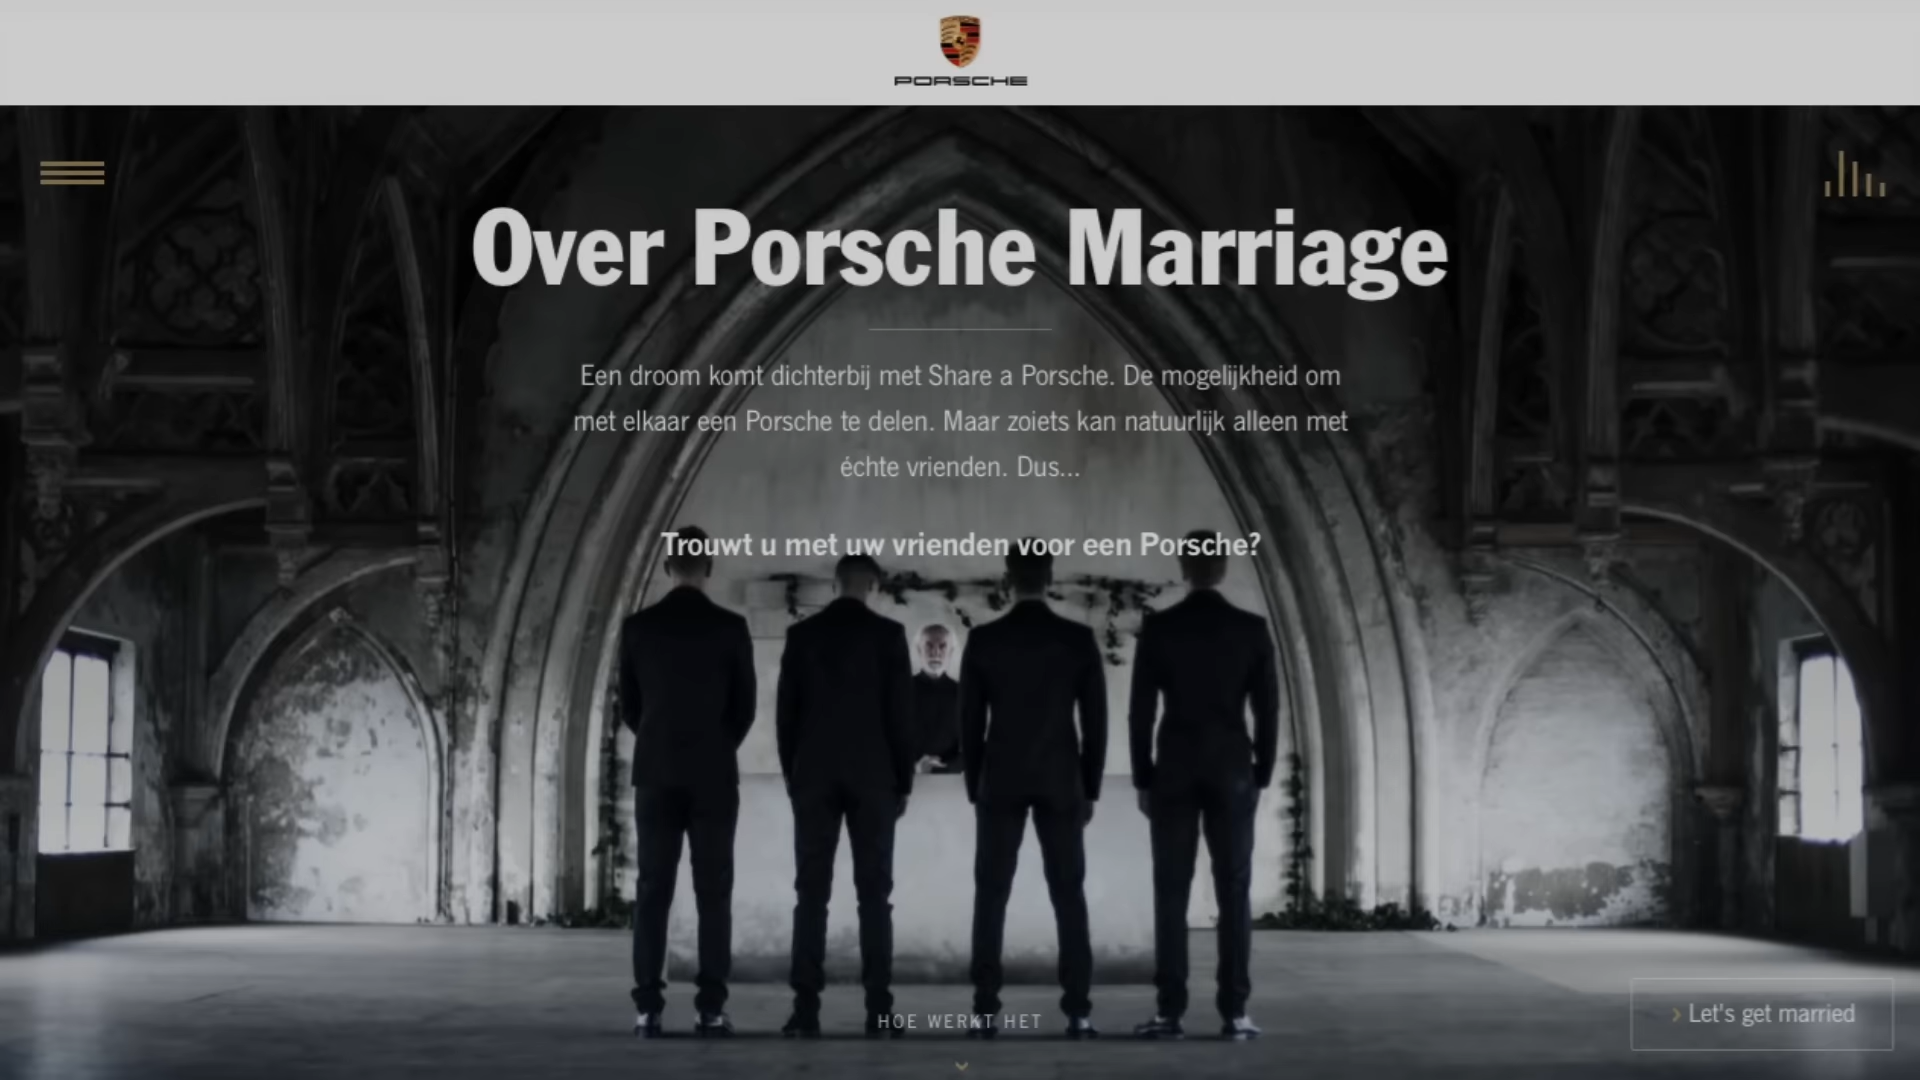 PORSCHE
Over Porsche Marriage
Een droom komt dichterbij met Share a Porsche. De mogelijkheid om
met elkaar een Porsche te delen. Maar zoiets kan natuurlijk alleen met
échte vrienden. Dus...
Trouwt u met uw vrienden voor een Porsche?
HOE WERKT HET
Let's get married